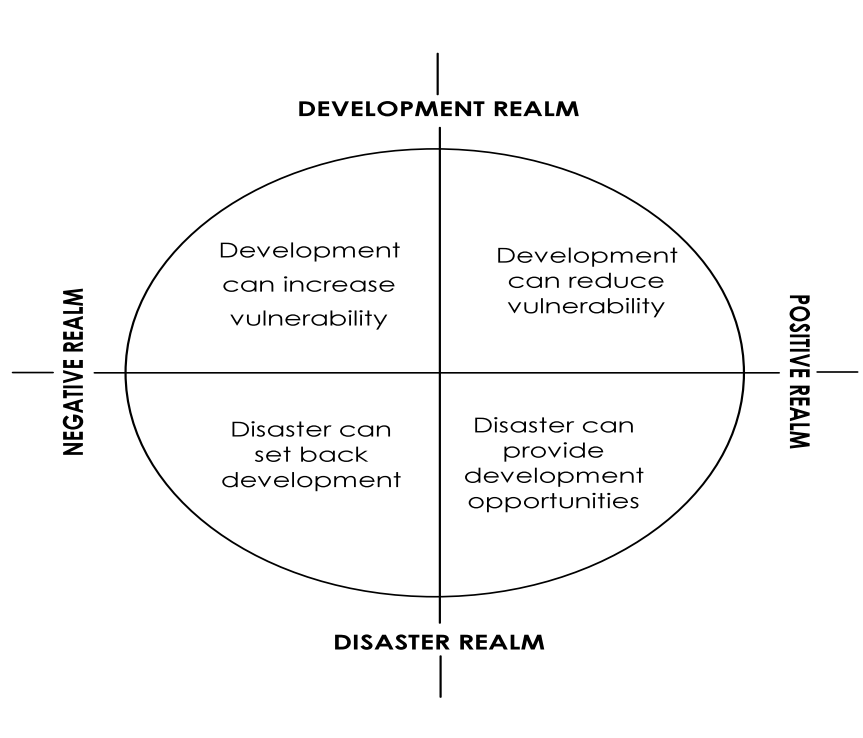 DEVELOPMENT REALM
Development
can increase
vulnerability
Development
can reduce
vulnerability
NEGATIVE REALM
POSITIVE REALM
Disaster can
set back
development
Disaster can
provide
development
opportunities
DISASTER REALM